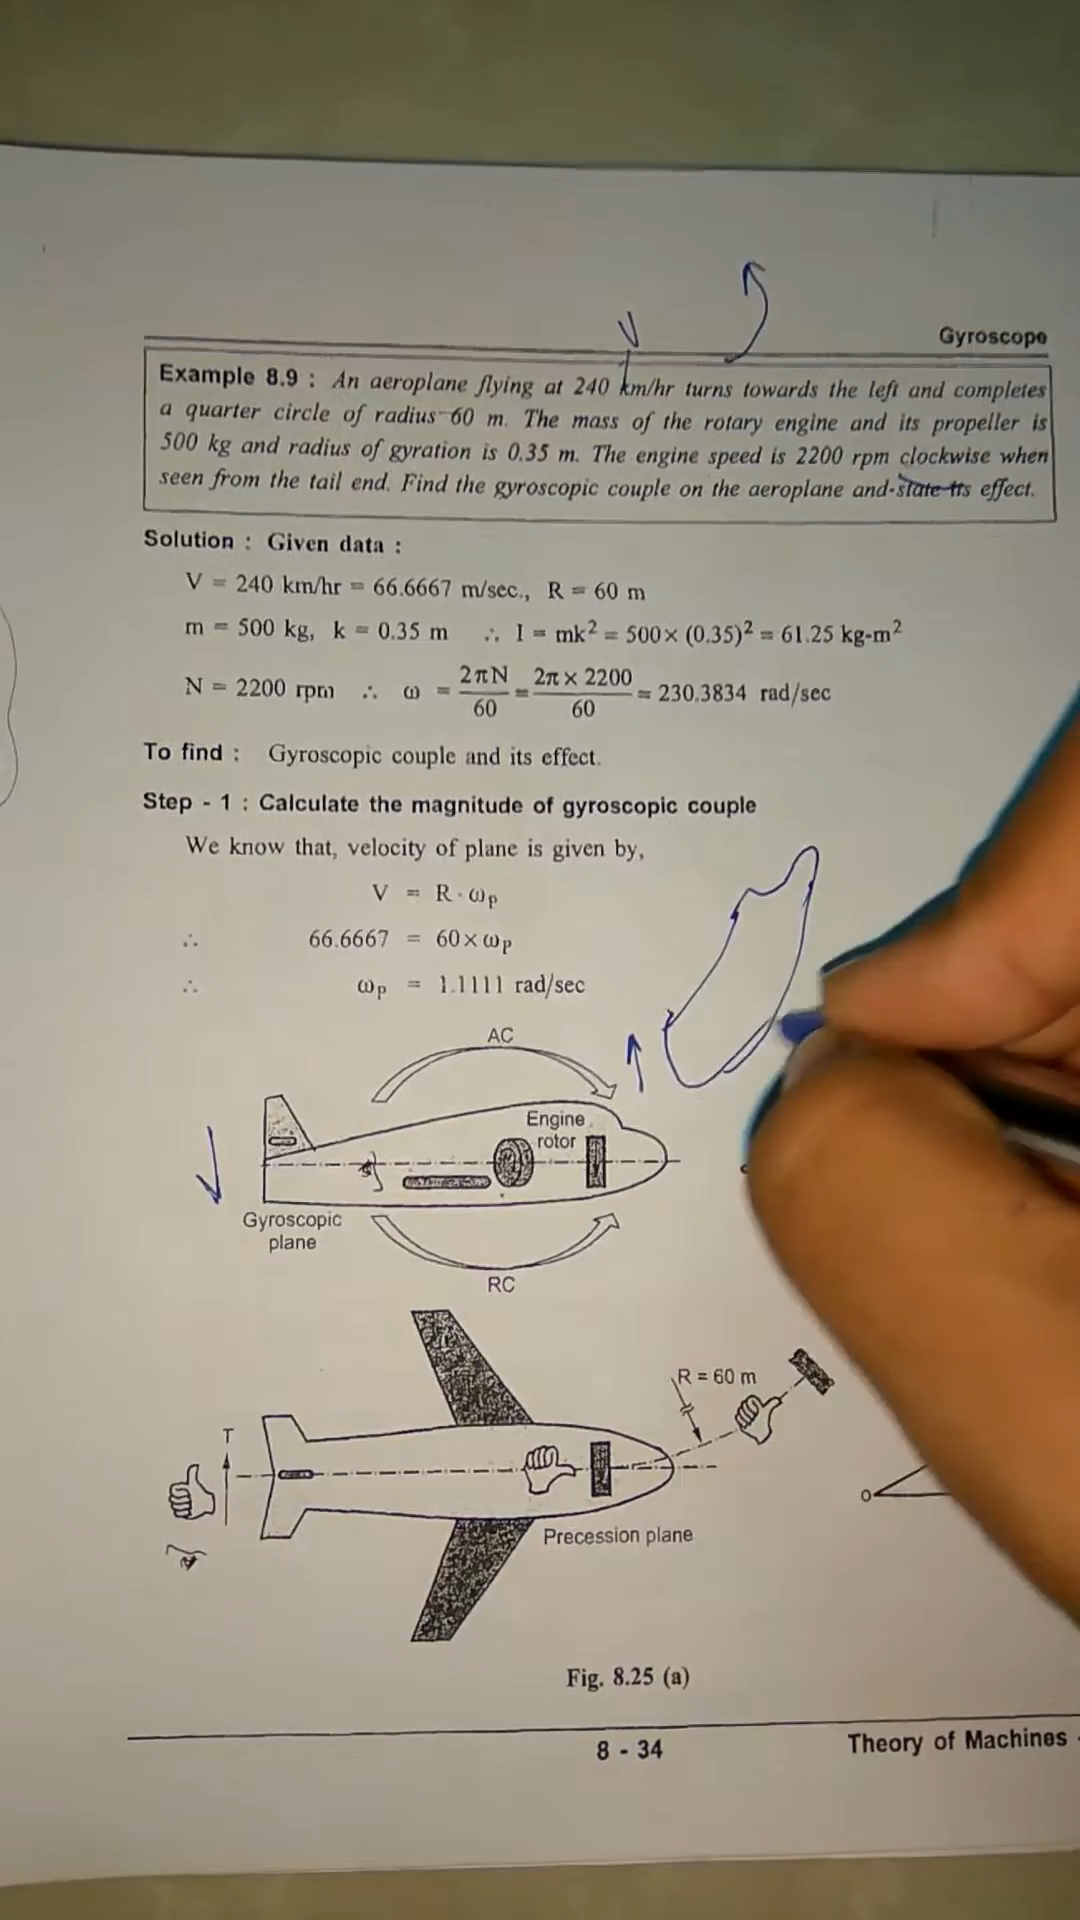 V
Gyroscope
Example 8.9 : An aeroplane flying at 240 km/hr turns towards the left and completes
a quarter circle of radius 60 m. The mass of the rotary engine and its propeller is
500 kg and radius of gyration is 0.35 m. The engine speed is 2200 rpm clockwise when
seen from the tail end. Find the gyroscopic couple on the aeroplane and state its effect.
Solution : Given data :
V = 240 km/hr = 66.6667 m/sec., R = 60 m
m = 500 kg, k = 0.35 m ∴ I = mk² = 500 × (0.35)² = 61.25 kg-m²
N = 2200 rpm ∴ ω = 2πN/60 = 2π × 2200/60 = 230.3834 rad/sec
To find : Gyroscopic couple and its effect.
Step - 1 : Calculate the magnitude of gyroscopic couple
We know that, velocity of plane is given by,
V = R · ωp
∴ 66.6667 = 60 × ωp
∴ ωp = 1.1111 rad/sec
AC
Engine
rotor
Gyroscopic
plane
RC
R = 60 m
T
o
Precession plane
Fig. 8.25 (a)
8 - 34
Theory of Machines